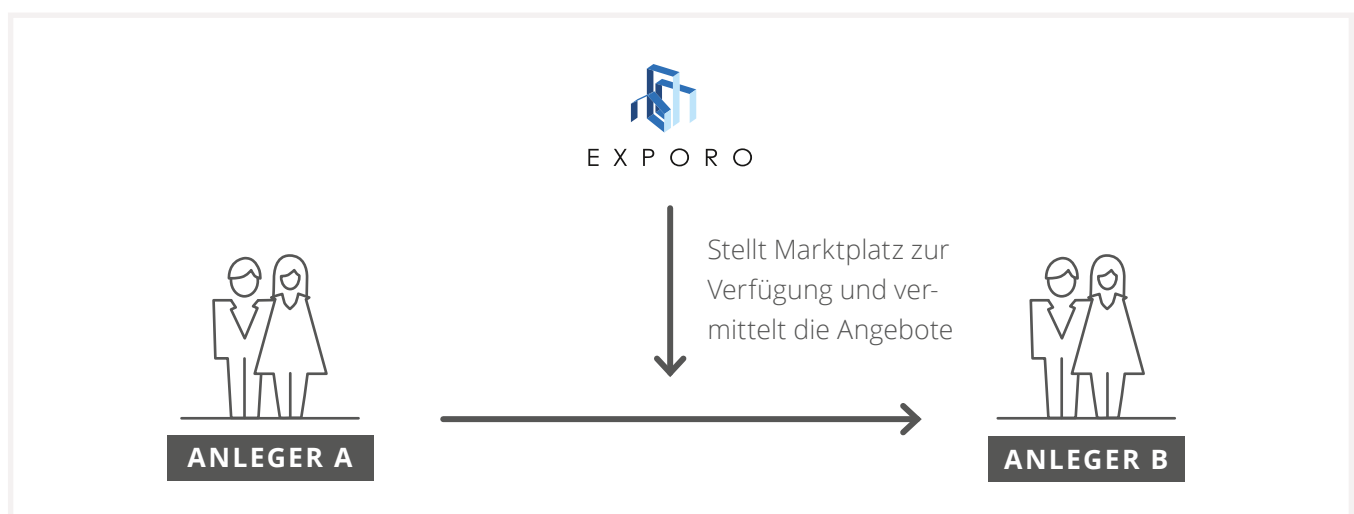 EXPORO
Stellt Marktplatz zur
Verfügung und ver-
mittelt die Angebote
ANLEGER A
ANLEGER B